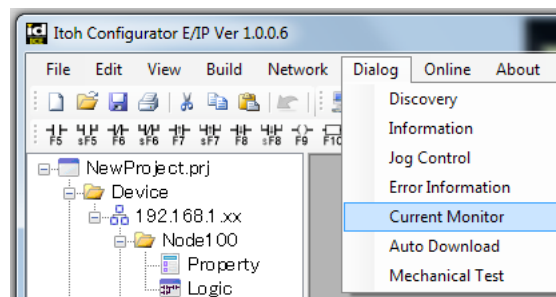 Itoh Configurator E/IP Ver 1.0.0.6
File Edit View Build Network Dialog Online About
Discovery
Information
F5 sF5 F6 sF6 F7 sF7 F8 sF8 F9 F10
Jog Control
NewProject.prj
Error Information
Device
192.168.1.xx
Current Monitor
Node100
Auto Download
Property
Mechanical Test
Logic